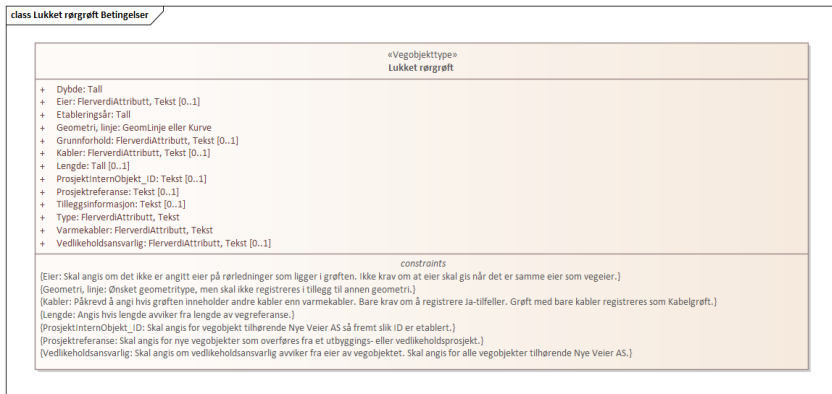 class Lukket rørgrøft Betingelser
«Vegobjekttype»
Lukket rørgrøft
+ Dybde: Tall
+ Eier: FlerverdiAttributt, Tekst [0..1]
+ Etableringsår: Tall
+ Geometri, linje: GeomLinje eller Kurve
+ Grunnforhold: FlerverdiAttributt, Tekst [0..1]
+ Kabler: FlerverdiAttributt, Tekst [0..1]
+ Lengde: Tall [0..1]
+ ProsjektInternObjekt_ID: Tekst [0..1]
+ Prosjektreferanse: Tekst [0..1]
+ Tilleggsinformasjon: Tekst [0..1]
+ Type: FlerverdiAttributt, Tekst
+ Varmekabler: FlerverdiAttributt, Tekst
+ Vedlikeholdsansvarlig: FlerverdiAttributt, Tekst [0..1]
constraints
{Eier: Skal angis om det ikke er angitt eier på rørledninger som ligger i grøften. Ikke krav om at eier skal gis når det er samme eier som vegeier.}
{Geometri, linje: Ønsket geometritype, men skal ikke registreres i tillegg til annen geometri.}
{Kabler: Påkrevd å angi hvis grøften inneholder andre kabler enn varmekabler. Bare krav om å registrere Ja-tilfeller. Grøft med bare kabler registreres som Kabelgrøft.}
{Lengde: Angis hvis lengde avviker fra lengde av vegreferanse.}
{ProsjektInternObjekt_ID: Skal angis for vegobjekt tilhørende Nye Veier AS så fremt slik ID er etablert.}
{Prosjektreferanse: Skal angis for nye vegobjekter som overføres fra et utbyggings- eller vedlikeholdsprosjekt.}
{Vedlikeholdsansvarlig: Skal angis om vedlikeholdsansvarlig avviker fra eier av vegobjektet. Skal angis for alle vegobjekter tilhørende Nye Veier AS.}